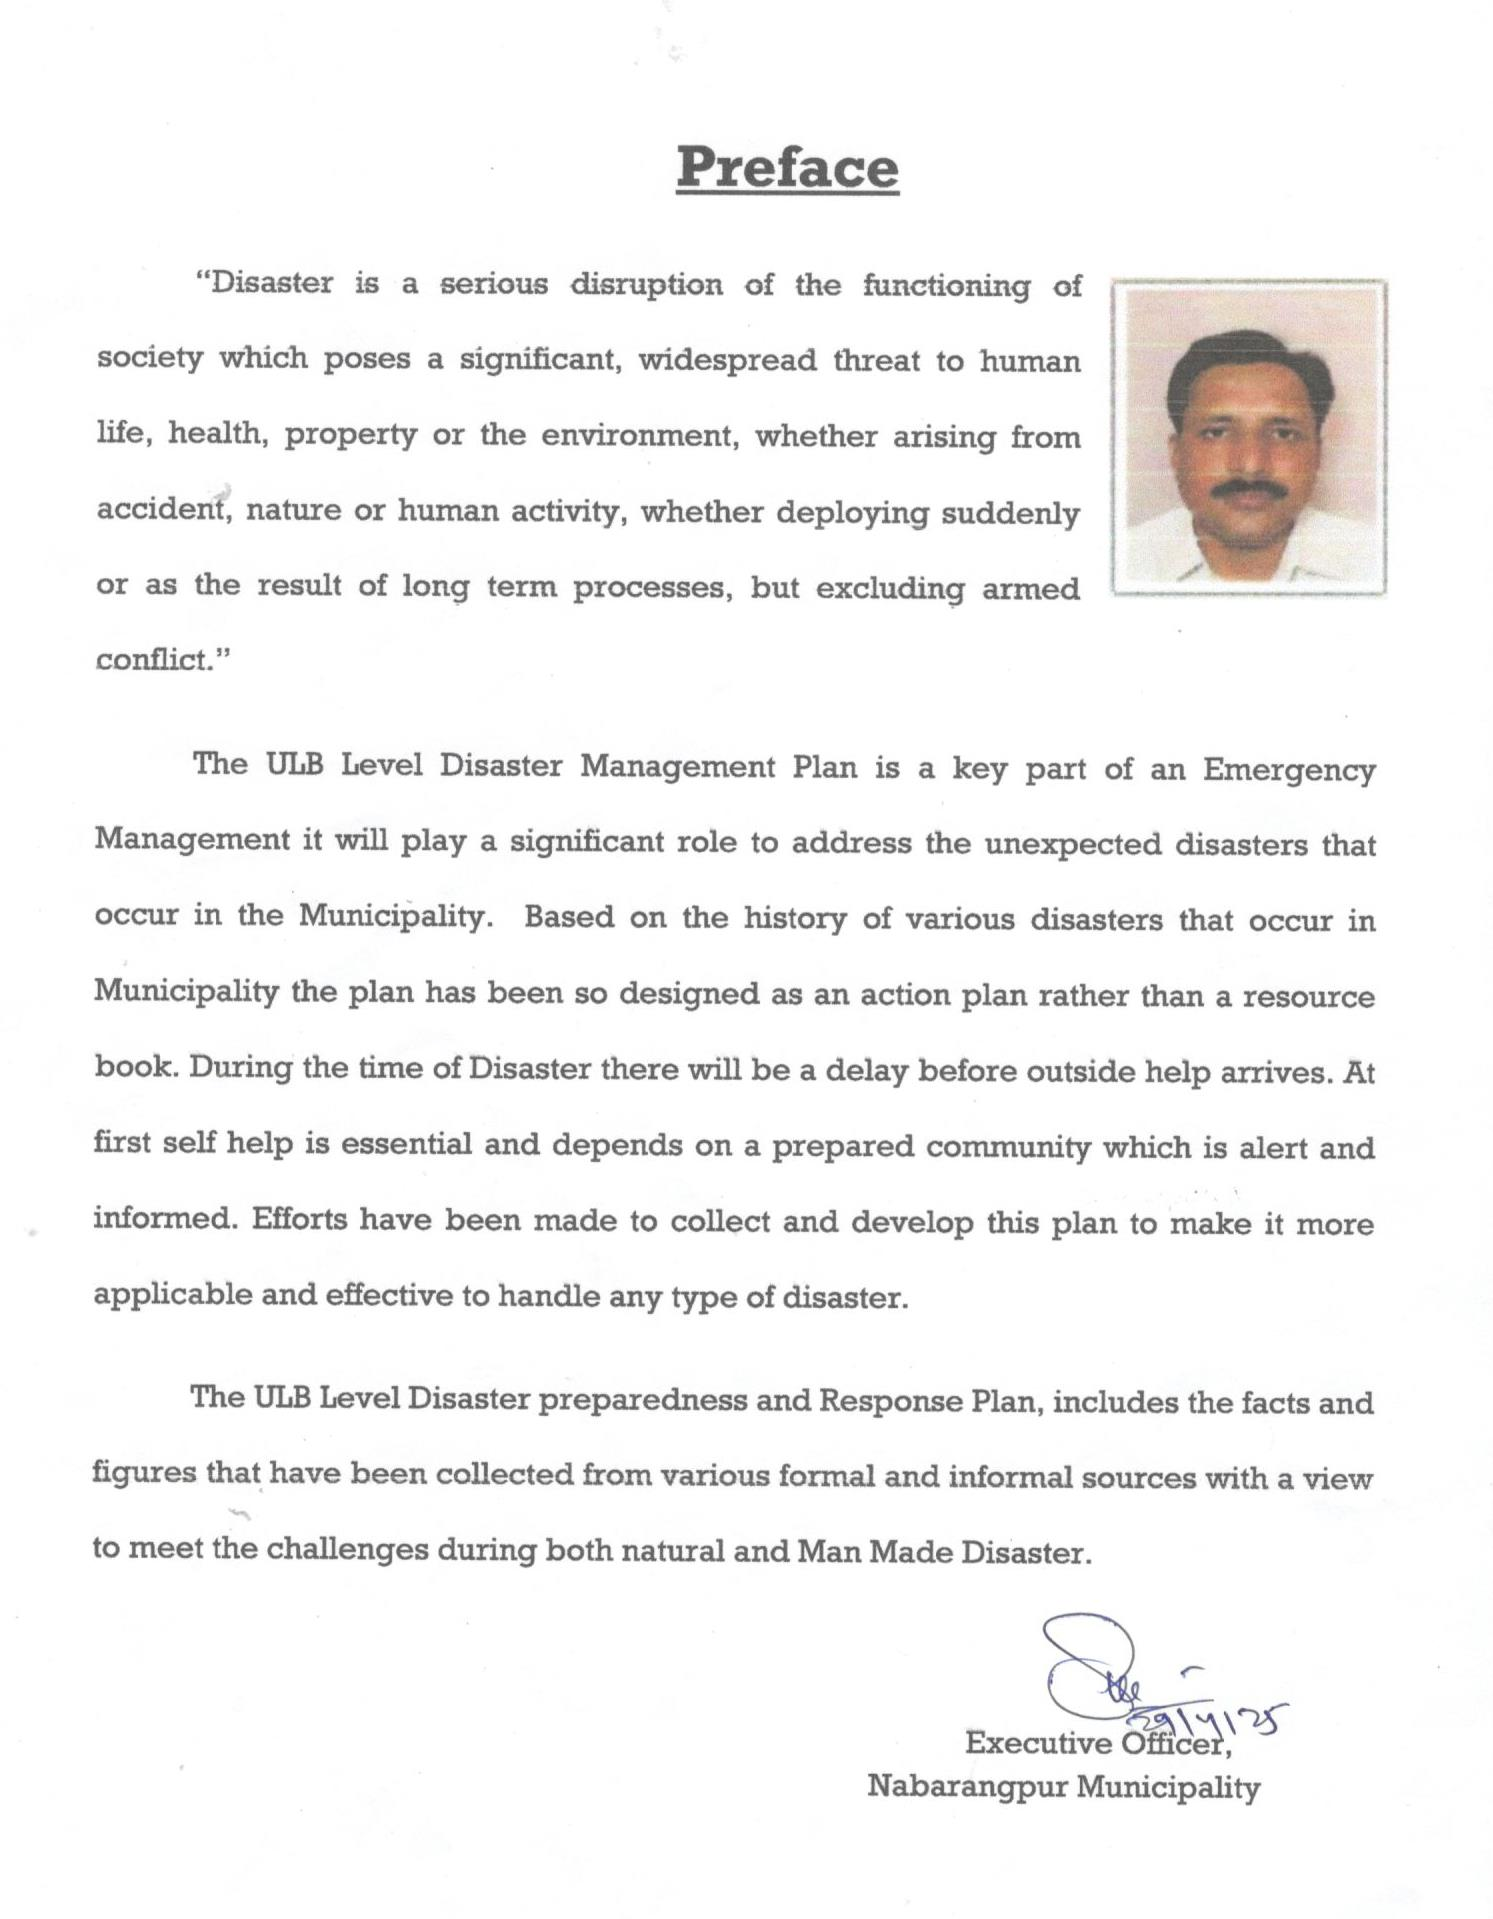 Preface
“Disaster is a serious disruption of the functioning of
society which poses a significant, widespread threat to human
life, health, property or the environment, whether arising from
accident, nature or human activity, whether deploying suddenly
or as the result of long term processes, but excluding armed
conflict.”
The ULB Level Disaster Management Plan is a key part of an Emergency
Management it will play a significant role to address the unexpected disasters that
occur in the Municipality. Based on the history of various disasters that occur in
Municipality the plan has been so designed as an action plan rather than a resource
book. During the time of Disaster there will be a delay before outside help arrives. At
first self help is essential and depends on a prepared community which is alert and
informed. Efforts have been made to collect and develop this plan to make it more
applicable and effective to handle any type of disaster.
The ULB Level Disaster preparedness and Response Plan, includes the facts and
figures that have been collected from various formal and informal sources with a view
to meet the challenges during both natural and Man Made Disaster.
29/4/25
Executive Officer,
Nabarangpur Municipality